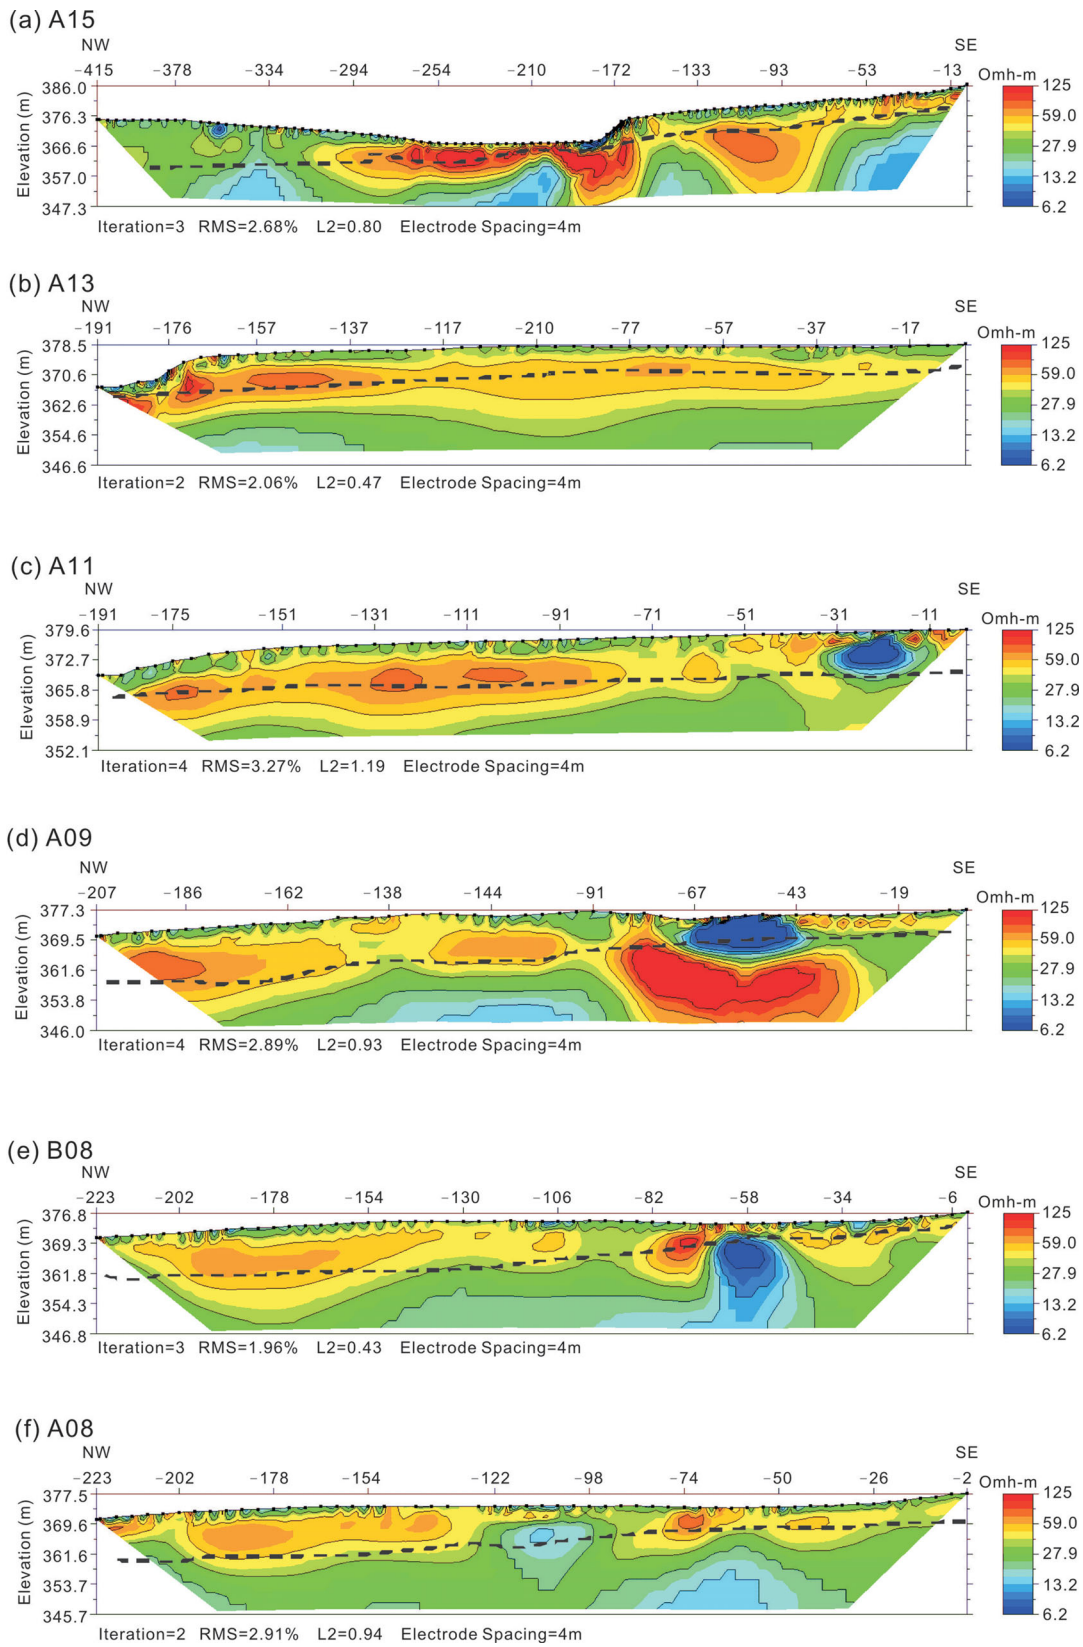 (a) A15
NW SE
-415 -378 -334 -294 -254 -210 -172 -133 -93 -53 -13 Omh-m
386.0 125
376.3 59.0
366.6 27.9
357.0 13.2
347.3 6.2
Elevation (m)
Iteration=3 RMS=2.68% L2=0.80 Electrode Spacing=4m
(b) A13
NW SE
-191 -176 -157 -137 -117 -210 -77 -57 -37 -17 Omh-m
378.5 125
370.6 59.0
362.6 27.9
354.6 13.2
346.6 6.2
Elevation (m)
Iteration=2 RMS=2.06% L2=0.47 Electrode Spacing=4m
(c) A11
NW SE
-191 -175 -151 -131 -111 -91 -71 -51 -31 -11 Omh-m
379.6 125
372.7 59.0
365.8 27.9
358.9 13.2
352.1 6.2
Elevation (m)
Iteration=4 RMS=3.27% L2=1.19 Electrode Spacing=4m
(d) A09
NW SE
-207 -186 -162 -138 -144 -91 -67 -43 -19 Omh-m
377.3 125
369.5 59.0
361.6 27.9
353.8 13.2
346.0 6.2
Elevation (m)
Iteration=4 RMS=2.89% L2=0.93 Electrode Spacing=4m
(e) B08
NW SE
-223 -202 -178 -154 -130 -106 -82 -58 -34 -6 Omh-m
376.8 125
369.3 59.0
361.8 27.9
354.3 13.2
346.8 6.2
Elevation (m)
Iteration=3 RMS=1.96% L2=0.43 Electrode Spacing=4m
(f) A08
NW SE
-223 -202 -178 -154 -122 -98 -74 -50 -26 -2 Omh-m
377.5 125
369.6 59.0
361.6 27.9
353.7 13.2
345.7 6.2
Elevation (m)
Iteration=2 RMS=2.91% L2=0.94 Electrode Spacing=4m